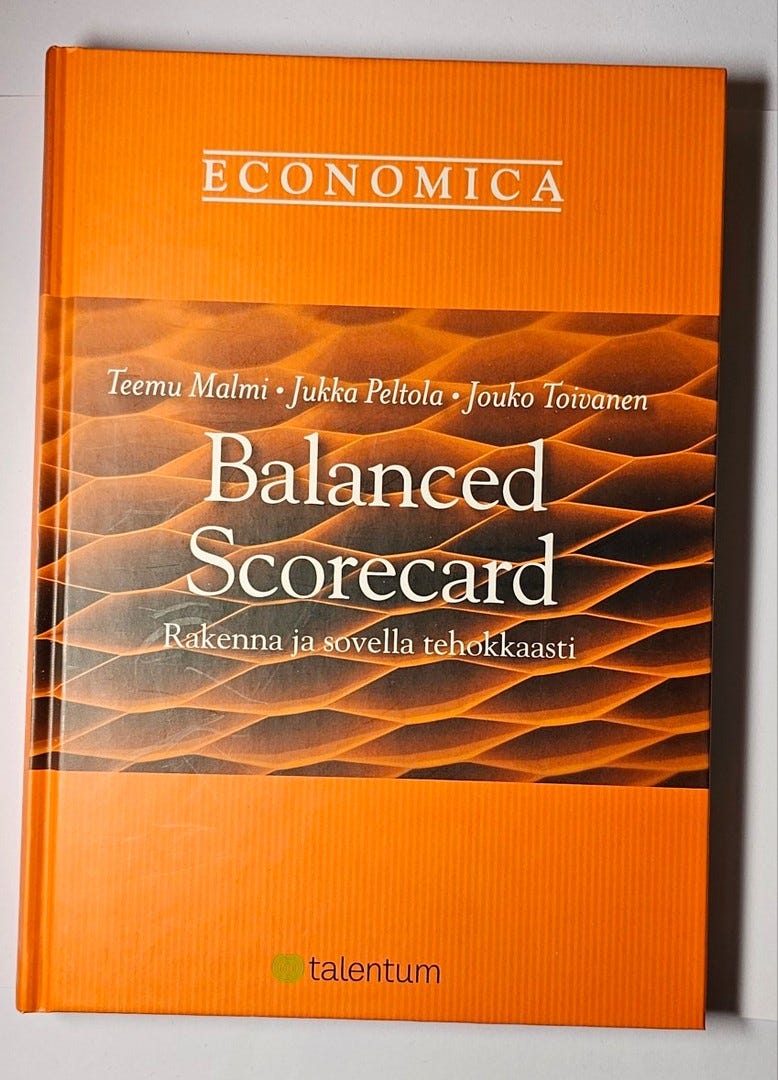 ECONOMICA
Teemu Malmi • Jukka Peltola • Jouko Toivanen
Balanced
Scorecard
Rakenna ja sovella tehokkaasti
talentum